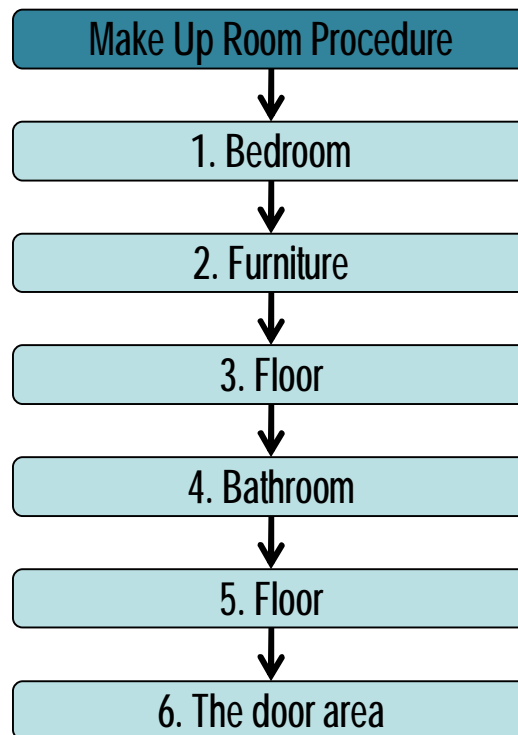 Make Up Room Procedure
1. Bedroom
2. Furniture
3. Floor
4. Bathroom
5. Floor
6. The door area